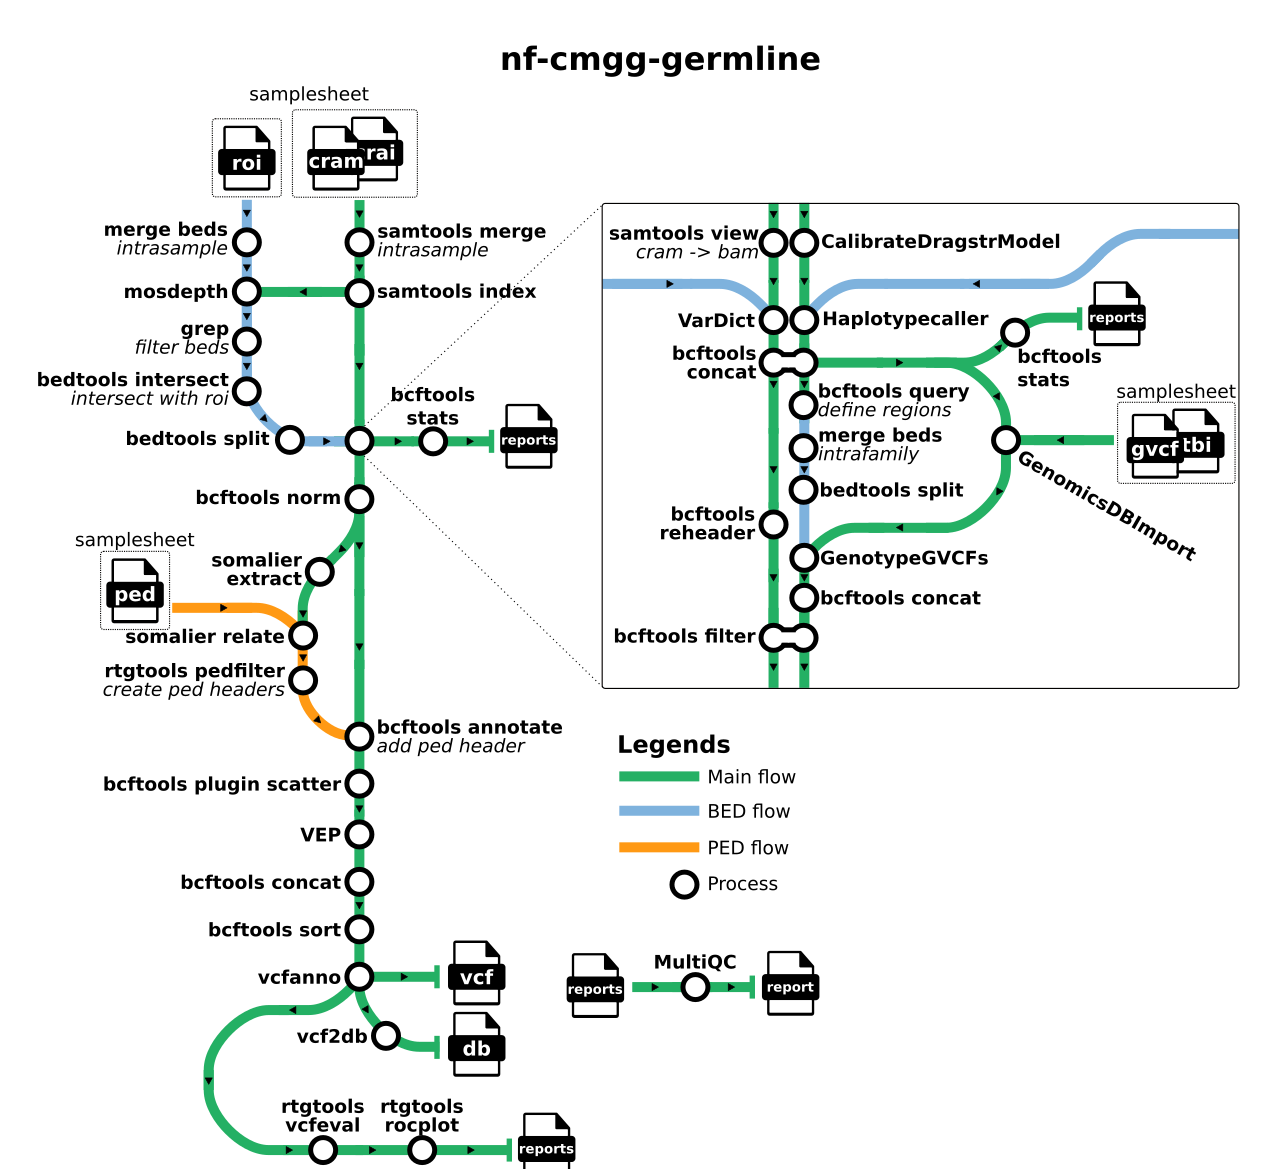 nf-cmgg-germline
samplesheet
roi
cram
crai
merge beds
intrasample
samtools merge
intrasample
mosdepth
samtools index
grep
filter beds
bedtools intersect
intersect with roi
bedtools split
bcftools
stats
reports
bcftools norm
samplesheet
ped
somalier
extract
somalier relate
rtgtools pedfilter
create ped headers
bcftools annotate
add ped header
bcftools plugin scatter
VEP
bcftools concat
bcftools sort
vcfanno
vcf
vcf2db
db
rtgtools
vcfeval
rtgtools
rocplot
reports
samtools view
cram -> bam
CalibrateDragstrModel
VarDict
Haplotypecaller
reports
bcftools
concat
bcftools
stats
bcftools query
define regions
samplesheet
gvcf
tbi
merge beds
intrafamily
GenomicsDBImport
bedtools split
bcftools
reheader
GenotypeGVCFs
bcftools concat
bcftools filter
Legends
Main flow
BED flow
PED flow
Process
reports
MultiQC
report